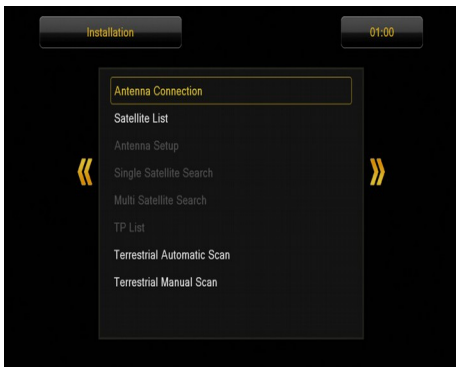 Installation
01:00
Antenna Connection
Satellite List
Antenna Setup
Single Satellite Search
Multi Satellite Search
TP List
Terrestrial Automatic Scan
Terrestrial Manual Scan